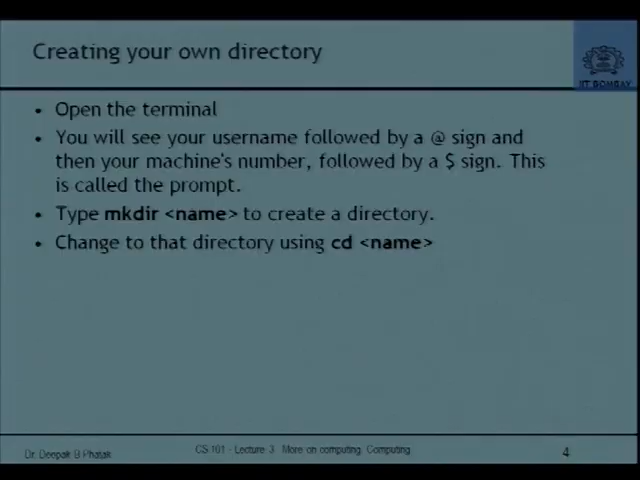 Creating your own directory
IIT BOMBAY
• Open the terminal
• You will see your username followed by a @ sign and
then your machine's number, followed by a $ sign. This
is called the prompt.
• Type mkdir <name> to create a directory.
• Change to that directory using cd <name>
Dr. Deepak B Phatak
CS 101 - Lecture 3 More on computing Computing
4